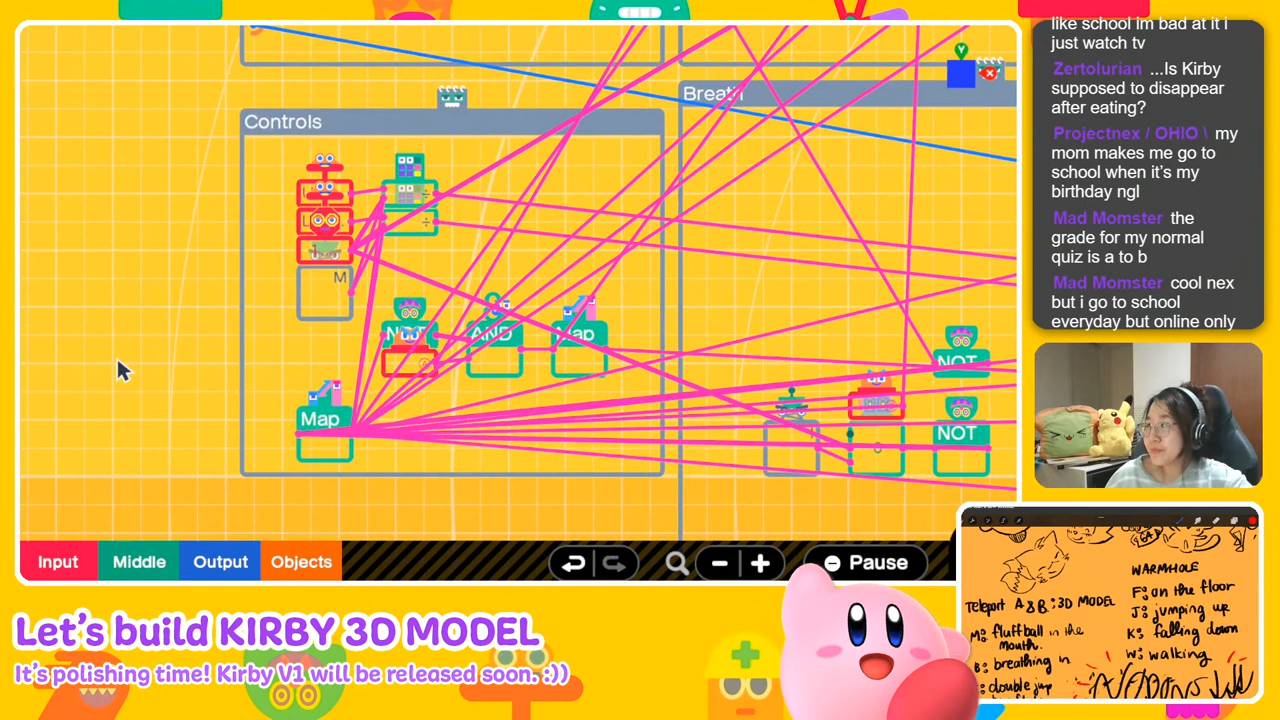 Controls
Breath
Y
M
NOT
AND
Map
Map
NOT
NOT
Input
Middle
Output
Objects
Pause
like school im bad at it i
just watch tv
Zertolurian ...Is Kirby
supposed to disappear
after eating?
Projectnex / OHIO \ my
mom makes me go to
school when it's my
birthday ngl
Mad Momster the
grade for my normal
quiz is a to b
Mad Momster cool nex
but i go to school
everyday but online only
Teleport A&B: 3D MODEL
M: fluffball in the
mouth.
B: breathing in
: double jump
WARMHOLE
F: on the floor
J: jumping up
K: falling down
W: walking
Let's build KIRBY 3D MODEL
It's polishing time! Kirby V1 will be released soon. :))